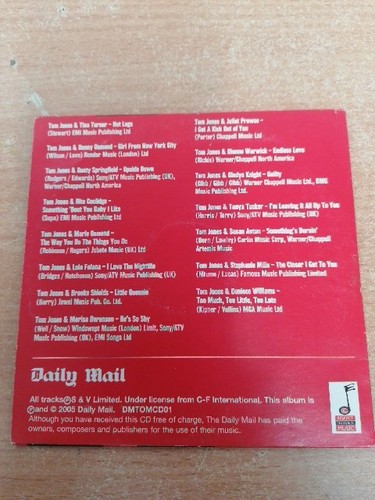 Tom Jones & Tina Turner - Hot Legs
(Stewart) EMI Music Publishing Ltd
Tom Jones & Donny Osmond - Girl From New York City
(Wilson / Love) Rondor Music (London) Ltd
Tom Jones & Dusty Springfield - Upside Down
(Rodgers / Edwards) Sony/ATV Music Publishing (UK),
Warner/Chappell North America
Tom Jones & Rita Coolidge -
Something 'Bout You Baby I Like
(Supa) EMI Music Publishing Ltd
Tom Jones & Marie Osmond -
The Way You Do The Things You Do
(Robinson / Rogers) Jobete Music (UK) Ltd
Tom Jones & Lola Falana - I Love The Nightlife
(Bridges / Hutcheson) Sony/ATV Music Publishing (UK)
Tom Jones & Brooke Shields - Little Queenie
(Berry) Jewel Music Pub. Co. Ltd.
Tom Jones & Marisa Berenson - He's So Shy
(Weil / Snow) Windswept Music (London) Limit, Sony/ATV
Music Publishing (UK), EMI Songs Ltd
Tom Jones & Juliet Prowse -
I Get A Kick Out of You
(Porter) Chappell Music Ltd
Tom Jones & Dionne Warwick - Endless Love
(Richie) Warner/Chappell North America
Tom Jones & Gladys Knight - Guilty
(Gibb / Gibb / Gibb) Warner Chappell Music Ltd., BMG
Music Publishing Ltd.
Tom Jones & Tanya Tucker - I'm Leaving It All Up To You
(Harris / Terry) Sony/ATV Music Publishing (UK)
Tom Jones & Susan Anton - Something's Burnin'
(Dorn / Lawley) Carlin Music Corp, Warner/Chappell
Artemis Music
Tom Jones & Stephanie Mills - The Closer I Get To You
(Mtume / Lucas) Famous Music Publishing Limited
Tom Jones & Deniece Williams -
Too Much, Too Little, Too Late
(Kipner / Vallins) MCA Music Ltd
Daily Mail
All tracks Ⓟ S & V Limited. Under license from C-F International. This album is
Ⓟ and © 2005 Daily Mail. DMTOMCD01
Although you have received this CD free of charge, The Daily Mail has paid the
owners, composers and publishers for the use of their music.